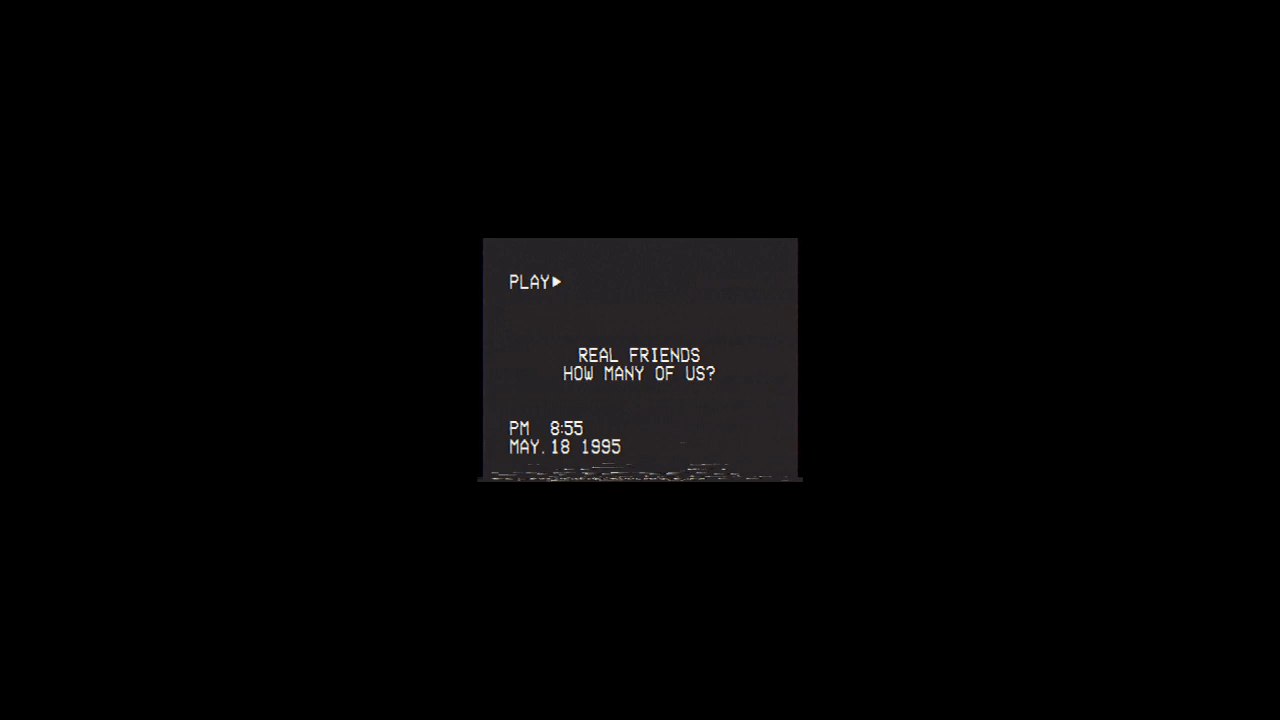 PLAY▶
REAL FRIENDS
HOW MANY OF US?
PM 8:55
MAY.18 1995